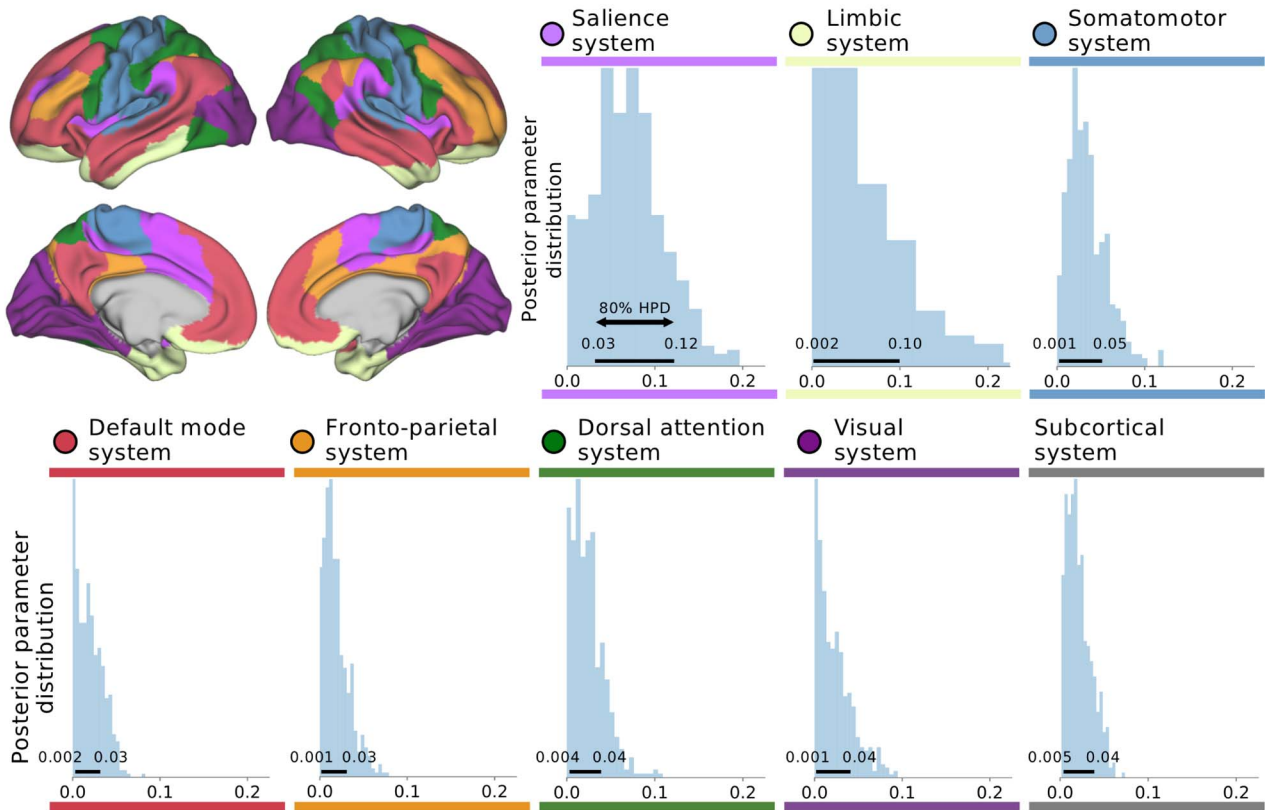 Salience
system
Limbic
system
Somatomotor
system
Posterior parameter
distribution
80% HPD
0.03 0.12
0.0 0.1 0.2
0.002 0.10
0.0 0.1 0.2
0.001 0.05
0.0 0.1 0.2
Default mode
system
Fronto-parietal
system
Dorsal attention
system
Visual
system
Subcortical
system
Posterior parameter
distribution
0.002 0.03
0.0 0.1 0.2
0.001 0.03
0.0 0.1 0.2
0.004 0.04
0.0 0.1 0.2
0.001 0.04
0.0 0.1 0.2
0.005 0.04
0.0 0.1 0.2